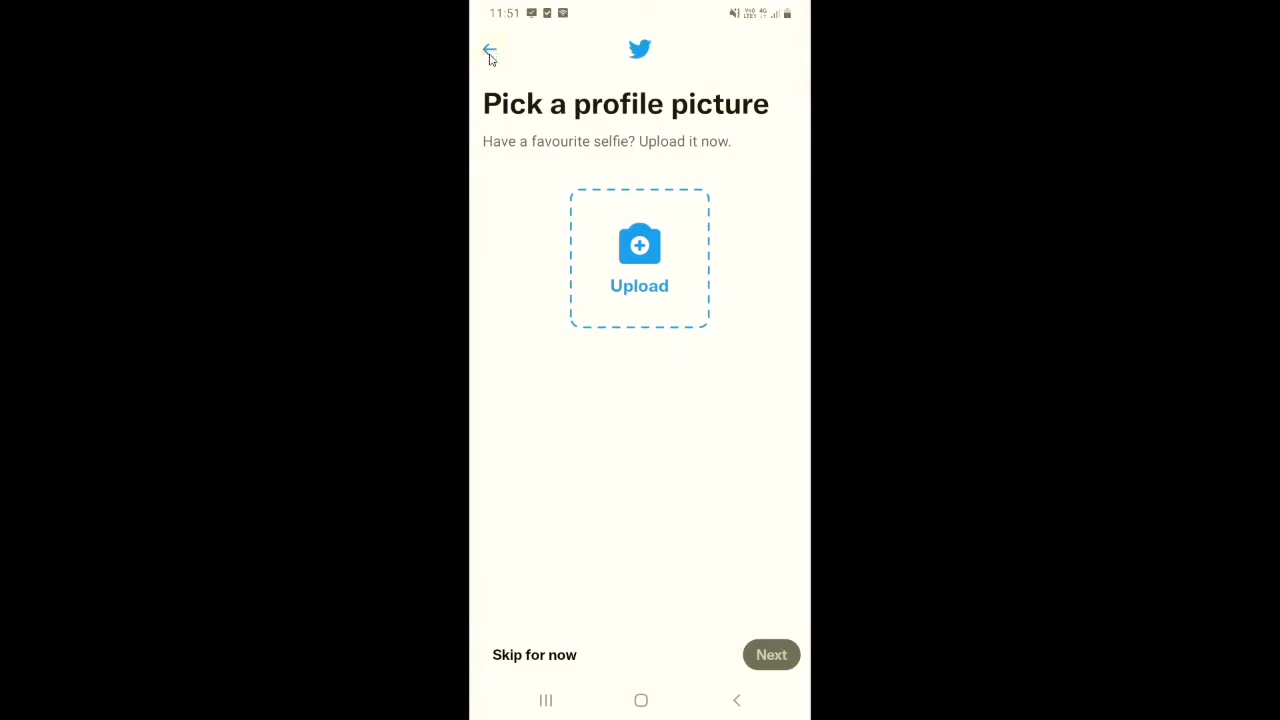 11:51
Pick a profile picture
Have a favourite selfie? Upload it now.
Upload
Skip for now
Next